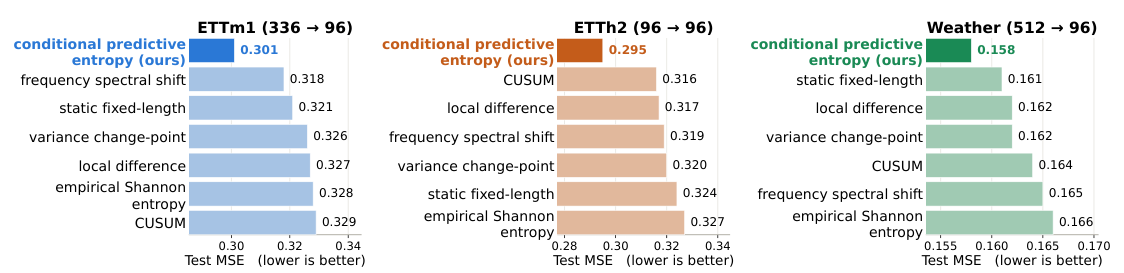 ETTm1 (336 → 96)
conditional predictive
entropy (ours)
0.301
frequency spectral shift
0.318
static fixed-length
0.321
variance change-point
0.326
local difference
0.327
empirical Shannon
entropy
0.328
CUSUM
0.329
0.30 0.32 0.34
Test MSE (lower is better)
ETTh2 (96 → 96)
conditional predictive
entropy (ours)
0.295
CUSUM
0.316
local difference
0.317
frequency spectral shift
0.319
variance change-point
0.320
static fixed-length
0.324
empirical Shannon
entropy
0.327
0.28 0.30 0.32 0.34
Test MSE (lower is better)
Weather (512 → 96)
conditional predictive
entropy (ours)
0.158
static fixed-length
0.161
local difference
0.162
variance change-point
0.162
CUSUM
0.164
frequency spectral shift
0.165
empirical Shannon
entropy
0.166
0.155 0.160 0.165 0.170
Test MSE (lower is better)